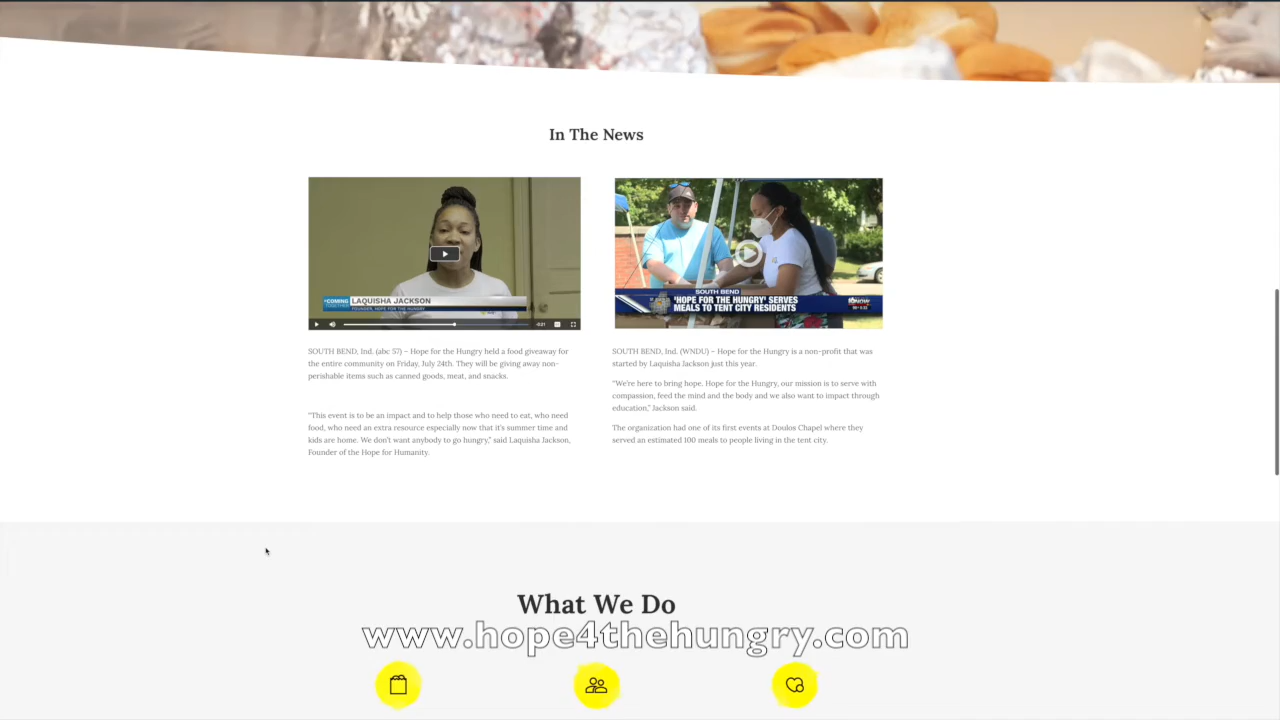 In The News
#COMING TOGETHER
LAQUISHA JACKSON
FOUNDER, HOPE FOR THE HUNGRY
-0:21
SOUTH BEND
'HOPE FOR THE HUNGRY' SERVES
MEALS TO TENT CITY RESIDENTS
SOUTH BEND, Ind. (abc 57) – Hope for the Hungry held a food giveaway for
the entire community on Friday, July 24th. They will be giving away non-
perishable items such as canned goods, meat, and snacks.
"This event is to be an impact and to help those who need to eat, who need
food, who need an extra resource especially now that it's summer time and
kids are home. We don't want anybody to go hungry," said Laquisha Jackson,
Founder of the Hope for Humanity.
SOUTH BEND, Ind. (WNDU) – Hope for the Hungry is a non-profit that was
started by Laquisha Jackson just this year.
"We're here to bring hope, Hope for the Hungry, our mission is to serve with
compassion, feed the mind and the body and we also want to impact through
education," Jackson said.
The organization had one of its first events at Doulos Chapel where they
served an estimated 100 meals to people living in the tent city.
What We Do
www.hope4thehungry.com